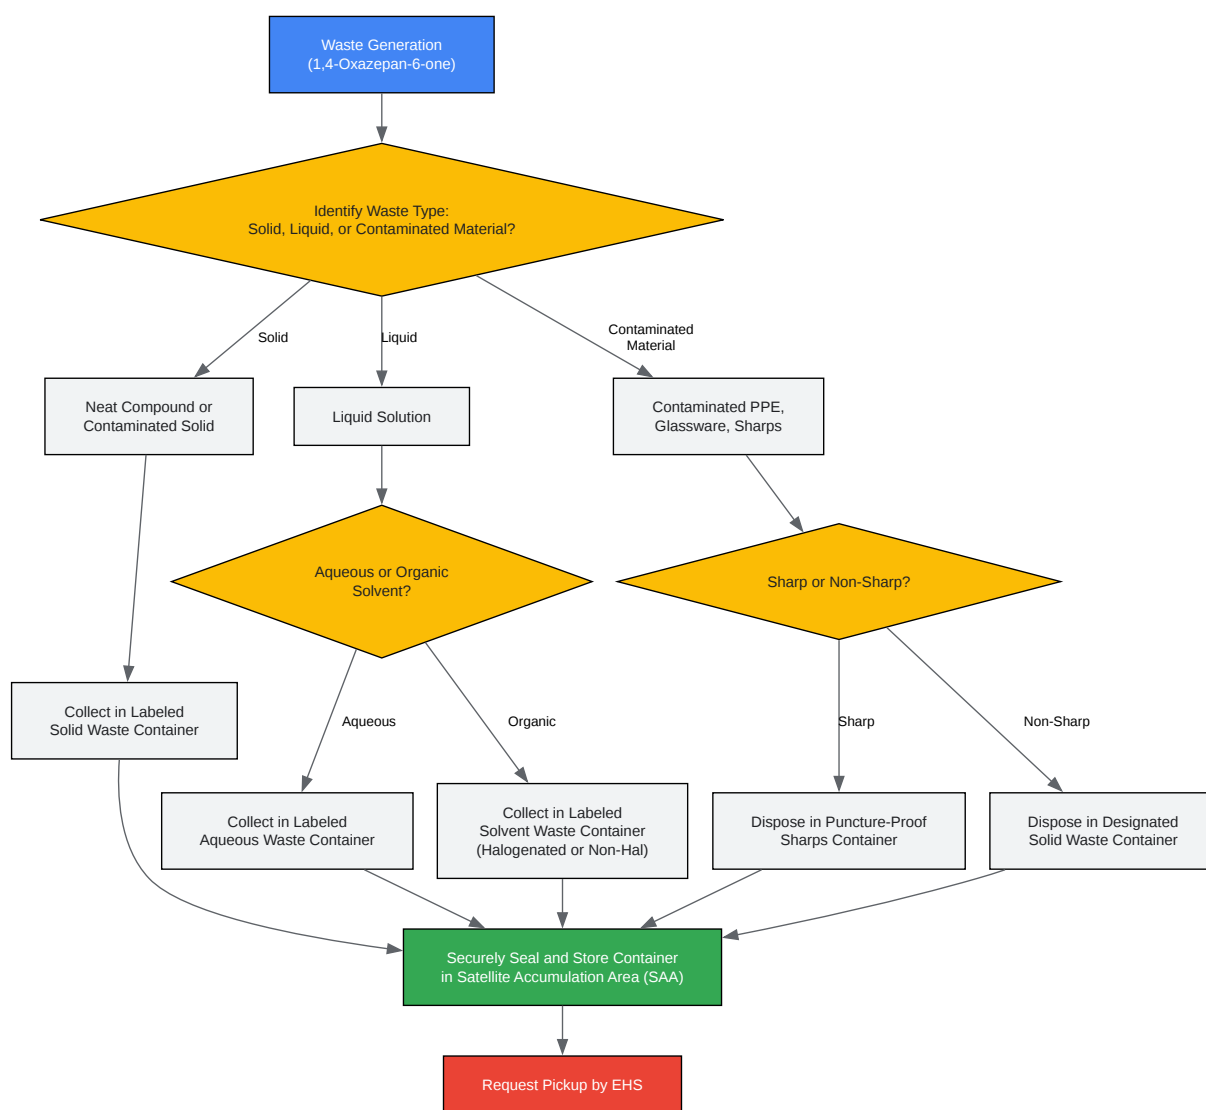 Waste Generation
(1,4-Oxazepan-6-one)
Identify Waste Type:
Solid, Liquid, or Contaminated Material?
Solid
Liquid
Contaminated
Material
Neat Compound or
Contaminated Solid
Liquid Solution
Contaminated PPE,
Glassware, Sharps
Aqueous or Organic
Solvent?
Sharp or Non-Sharp?
Collect in Labeled
Solid Waste Container
Aqueous
Organic
Sharp
Non-Sharp
Collect in Labeled
Aqueous Waste Container
Collect in Labeled
Solvent Waste Container
(Halogenated or Non-Hal)
Dispose in Puncture-Proof
Sharps Container
Dispose in Designated
Solid Waste Container
Securely Seal and Store Container
in Satellite Accumulation Area (SAA)
Request Pickup by EHS